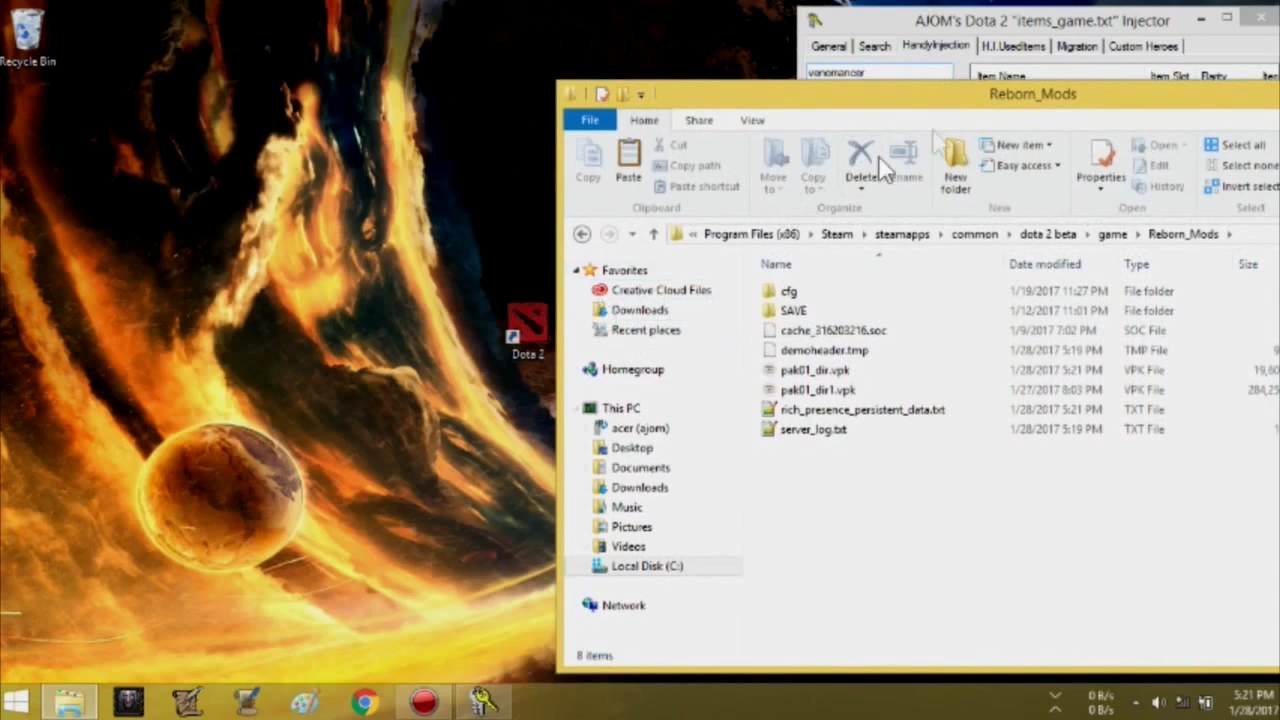 Recycle Bin
Dota 2
AJOM's Dota 2 "items_game.txt" Injector
General Search HandyInjection H.I.UsedItems Migration Custom Heroes
venomancer Item Name Item Slot Rarity
Reborn_Mods
File Home Share View
Copy Paste Cut Copy path Paste shortcut Move to Copy to Delete New folder New item Easy access Properties Open Edit History Select all Select none Invert select
Clipboard Organize New Open Select
« Program Files (x86) Steam steamapps common dota 2 beta game Reborn_Mods
Name Date modified Type Size
cfg 1/19/2017 11:27 PM File folder
SAVE 1/12/2017 11:01 PM File folder
cache_316203216.soc 1/9/2017 7:02 PM SOC File
demoheader.tmp 1/28/2017 5:19 PM TMP File 9
pak01_dir.vpk 1/28/2017 5:21 PM VPK File 19,60
pak01_dir1.vpk 1/27/2017 8:03 PM VPK File 284,23
rich_presence_persistent_data.txt 1/28/2017 5:21 PM TXT File
server_log.txt 1/28/2017 5:19 PM TXT File
Favorites
Creative Cloud Files
Downloads
Recent places
Homegroup
This PC
acer (ajom)
Desktop
Documents
Downloads
Music
Pictures
Videos
Local Disk (C:)
Network
8 items
0 B/s
0 B/s
5:21 PM
1/28/2017